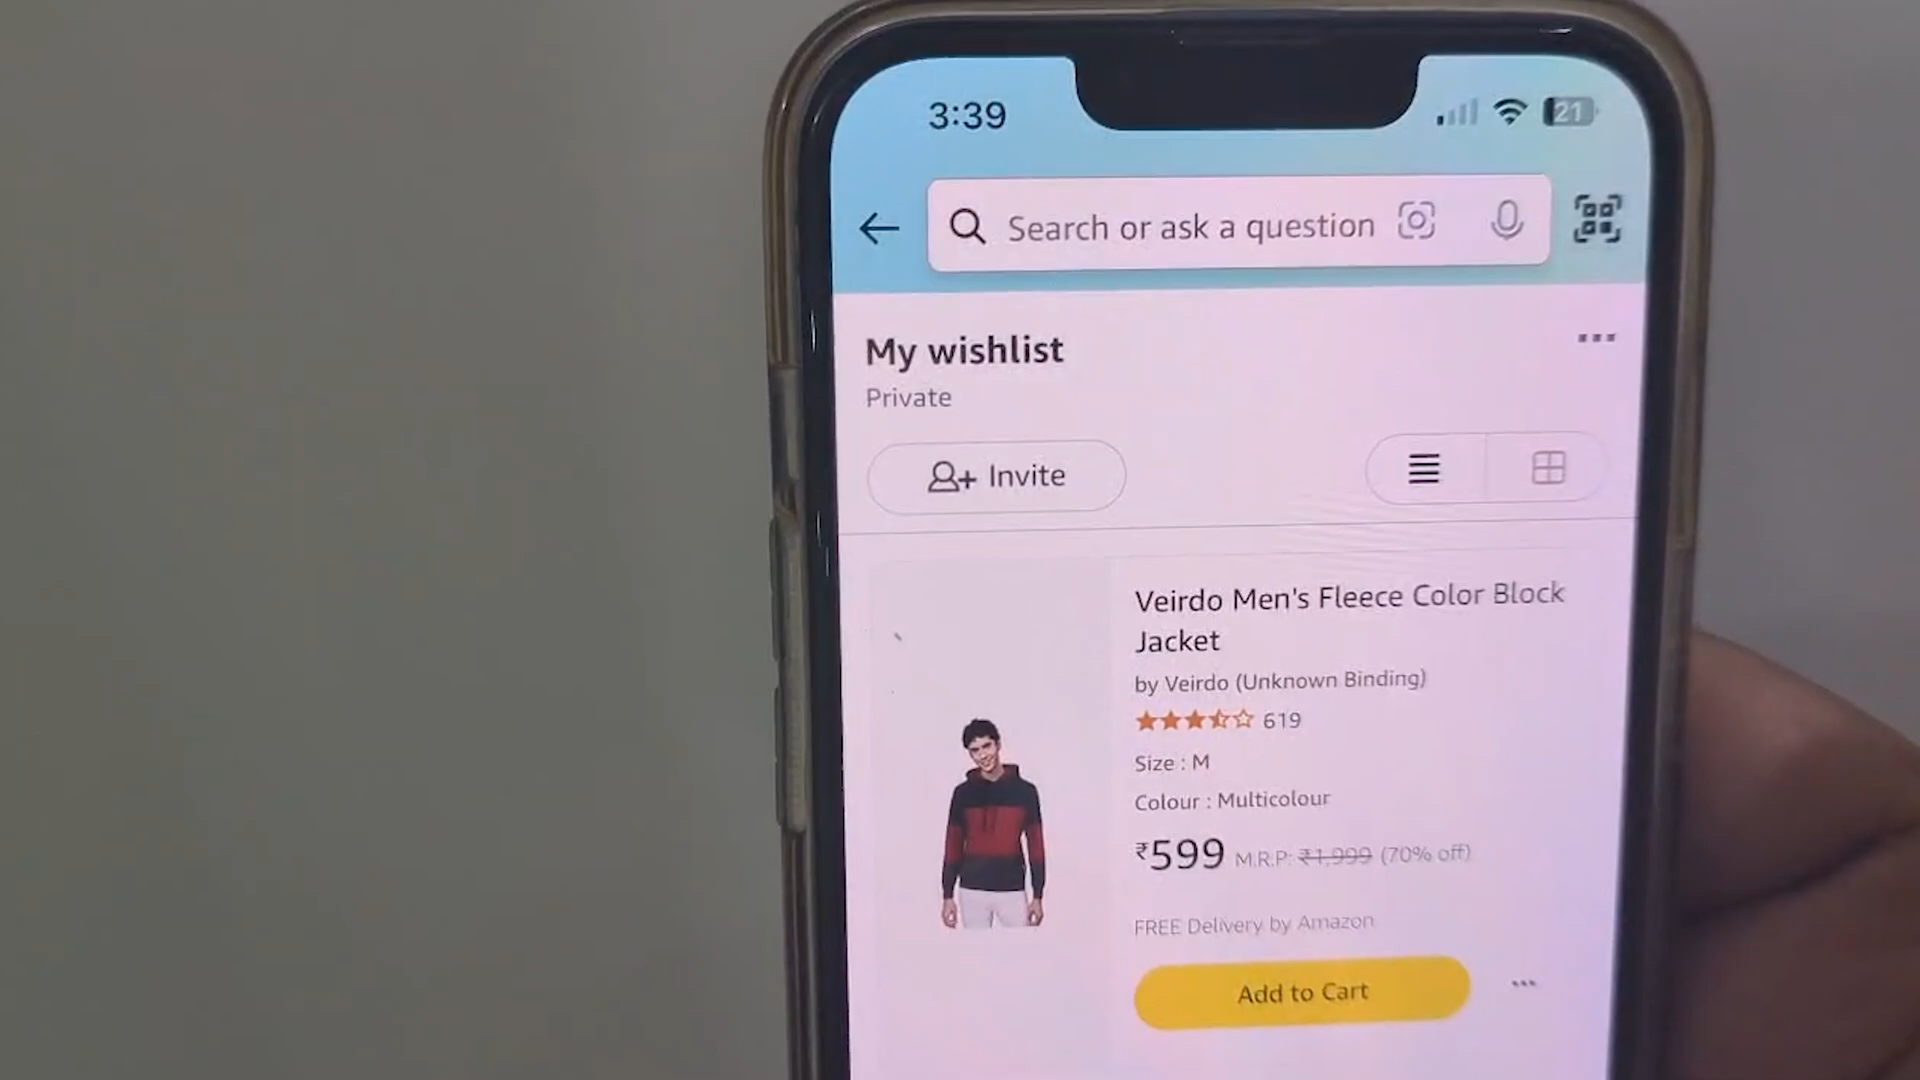 3:39
21
Search or ask a question
My wishlist
Private
Invite
Veirdo Men's Fleece Color Block
Jacket
by Veirdo (Unknown Binding)
619
Size : M
Colour : Multicolour
₹599 M.R.P: ₹1,999 (70% off)
FREE Delivery by Amazon
Add to Cart